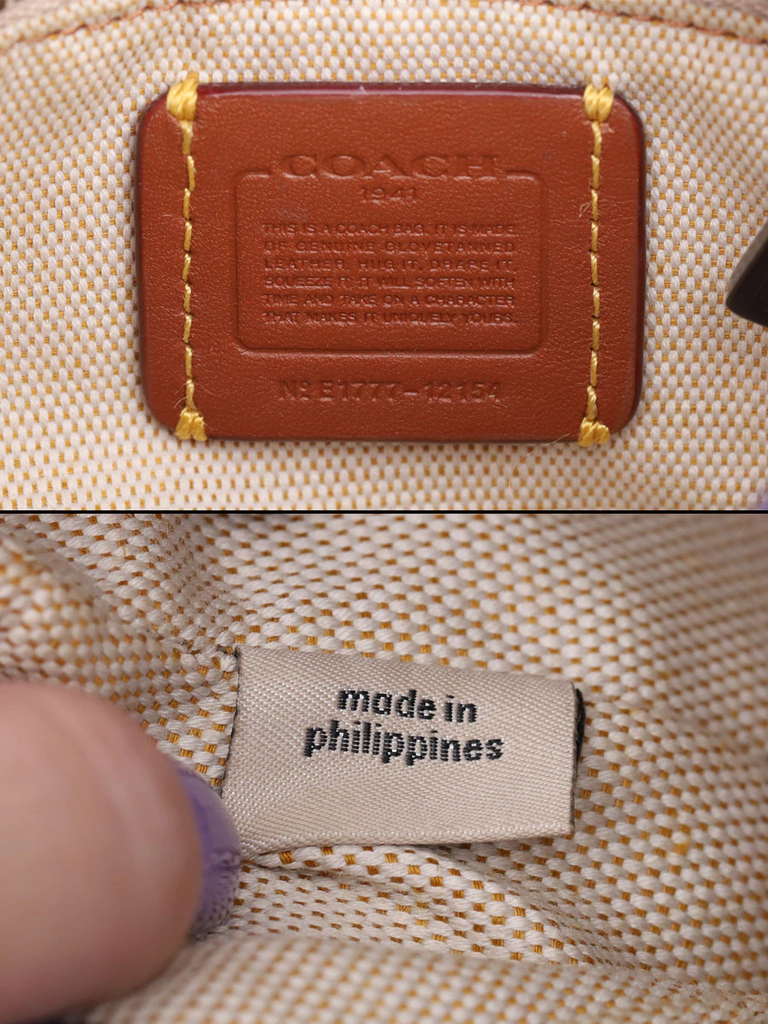 COACH
1941
THIS IS A COACH BAG. IT IS MADE
OF GENUINE GLOVETANNED
LEATHER. HUG IT. DRAPE IT.
SQUEEZE IT. IT WILL SOFTEN WITH
TIME AND TAKE ON A CHARACTER
THAT MAKES IT UNIQUELY YOURS.
Nº E1777-12154
made in
philippines